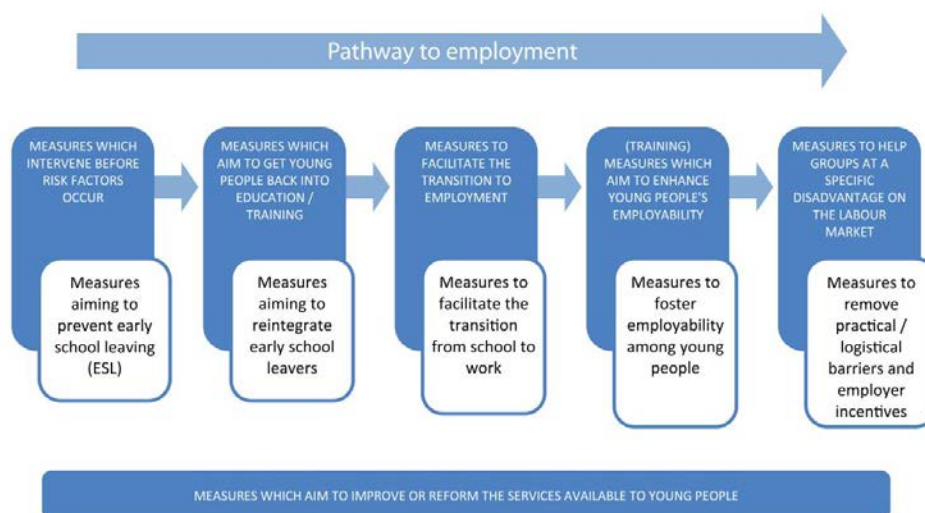 Pathway to employment
MEASURES WHICH
INTERVENE BEFORE
RISK FACTORS
OCCUR
Measures
aiming to
prevent early
school leaving
(ESL)
MEASURES WHICH
AIM TO GET YOUNG
PEOPLE BACK INTO
EDUCATION /
TRAINING
Measures
aiming to
reintegrate
early school
leavers
MEASURES TO
FACILITATE THE
TRANSITION TO
EMPLOYMENT
Measures to
facilitate the
transition
from school to
work
(TRAINING)
MEASURES WHICH
AIM TO ENHANCE
YOUNG PEOPLE'S
EMPLOYABILITY
Measures to
foster
employability
among young
people
MEASURES TO HELP
GROUPS AT A
SPECIFIC
DISADVANTAGE ON
THE LABOUR
MARKET
Measures to
remove
practical /
logistical
barriers and
employer
incentives
MEASURES WHICH AIM TO IMPROVE OR REFORM THE SERVICES AVAILABLE TO YOUNG PEOPLE